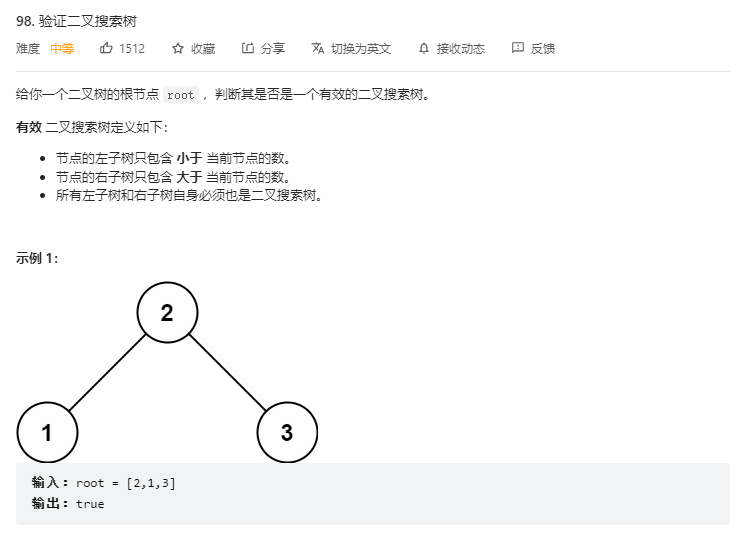 98. 验证二叉搜索树
难度 中等 1512 收藏 分享 切换为英文 接收动态 反馈
给你一个二叉树的根节点 root ，判断其是否是一个有效的二叉搜索树。
有效 二叉搜索树定义如下：
节点的左子树只包含 小于 当前节点的数。
节点的右子树只包含 大于 当前节点的数。
所有左子树和右子树自身必须也是二叉搜索树。
示例 1：
2
1 3
输入：root = [2,1,3]
输出：true